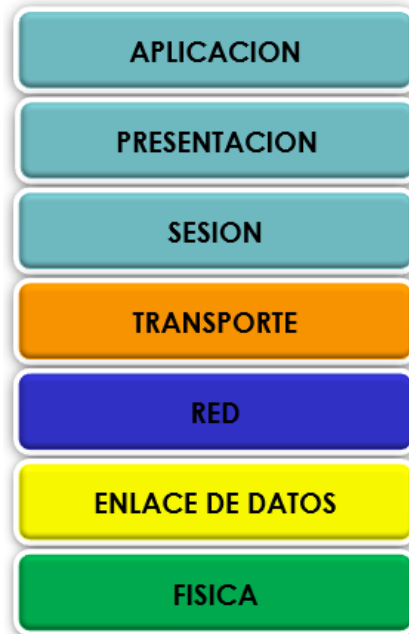 APLICACION
PRESENTACION
SESION
TRANSPORTE
RED
ENLACE DE DATOS
FISICA